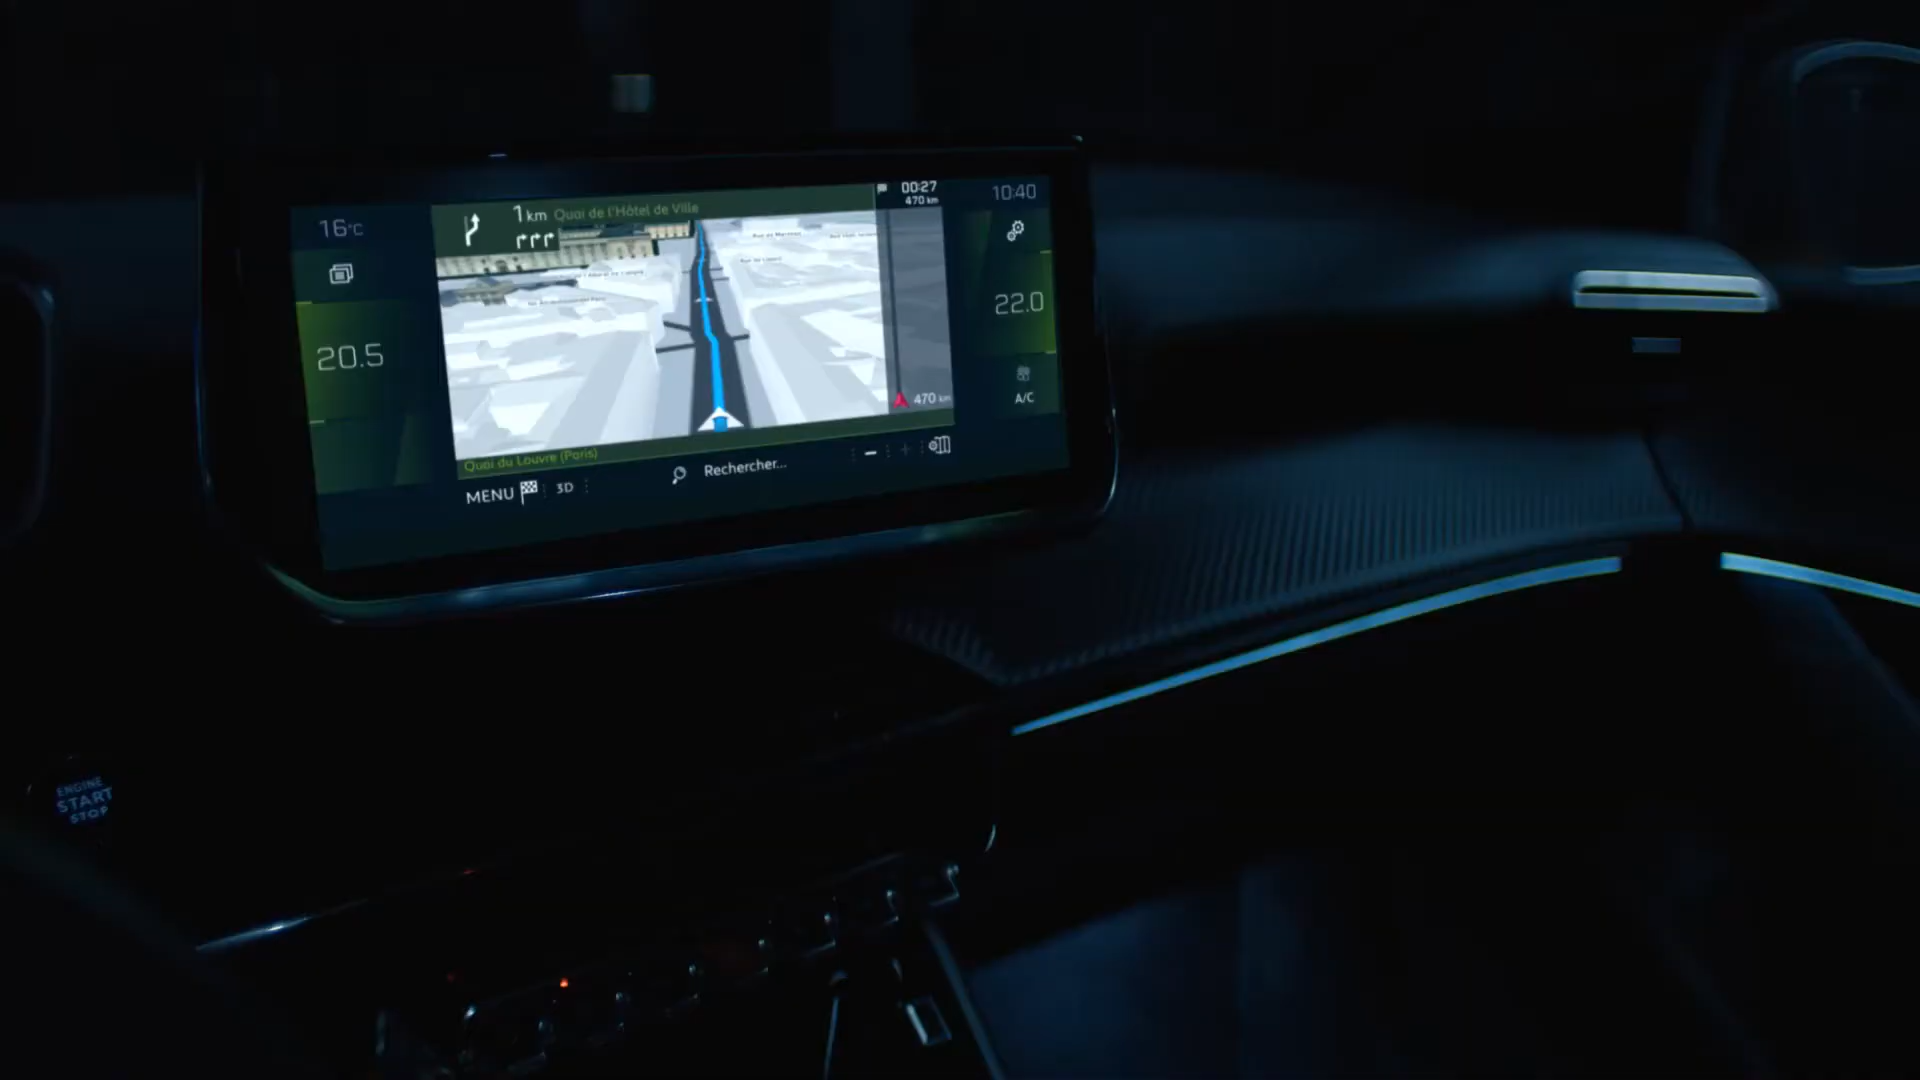 16°C
1 km Quai de l'Hôtel de Ville
00:27
470 km
10:40
20.5
22.0
A/C
470 km
Quai du Louvre (Paris)
MENU 3D Rechercher...
ENGINE
START
STOP